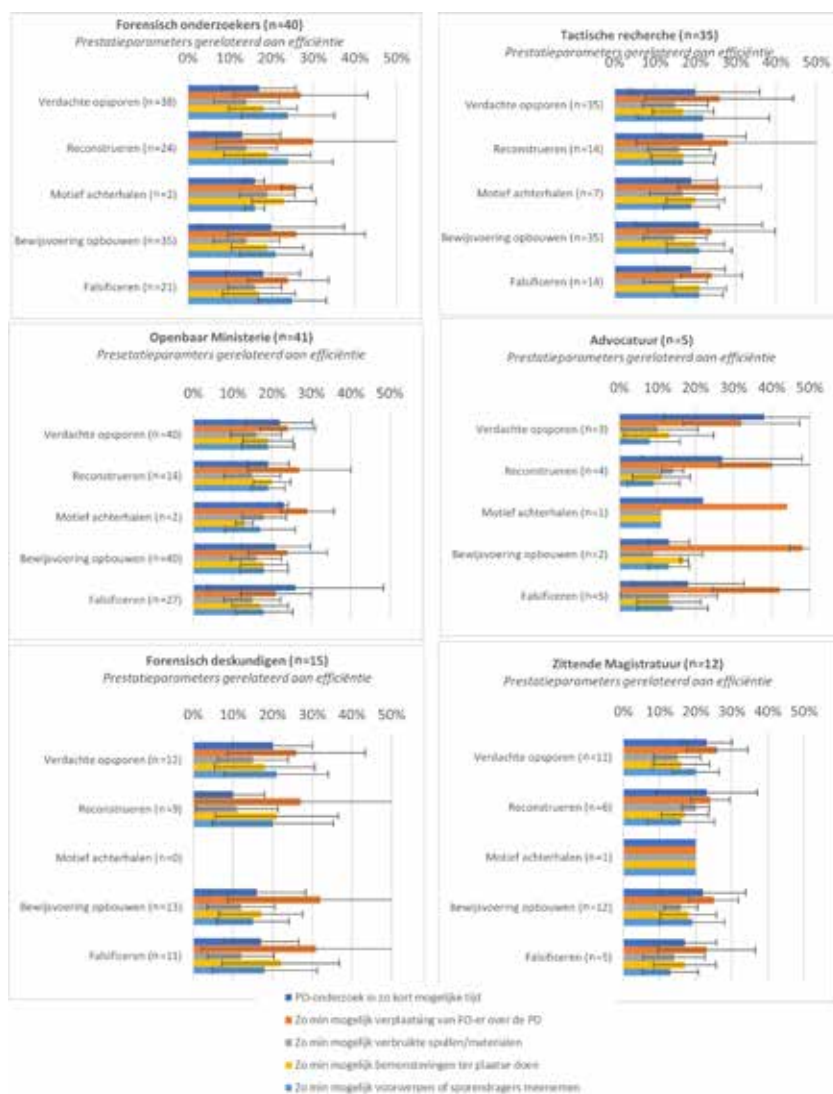 Forensisch onderzoekers (n=40)
Prestatieparameters gerelateerd aan efficiëntie
0% 10% 20% 30% 40% 50%
Verdachte opsporen (n=38)
Reconstrueren (n=24)
Motief achterhalen (n=2)
Bewijsvoering opbouwen (n=35)
Falsificeren (n=21)
Tactische recherche (n=35)
Prestatieparameters gerelateerd aan efficiëntie
0% 10% 20% 30% 40% 50%
Verdachte opsporen (n=35)
Reconstrueren (n=14)
Motief achterhalen (n=7)
Bewijsvoering opbouwen (n=35)
Falsificeren (n=14)
Openbaar Ministerie (n=41)
Presetatieparamters gerelateerd aan efficiëntie
0% 10% 20% 30% 40% 50%
Verdachte opsporen (n=40)
Reconstrueren (n=14)
Motief achterhalen (n=2)
Bewijsvoering opbouwen (n=40)
Falsificeren (n=27)
Advocatuur (n=5)
Prestatieparameters gerelateerd aan efficiëntie
0% 10% 20% 30% 40% 50%
Verdachte opsporen (n=3)
Reconstrueren (n=4)
Motief achterhalen (n=1)
Bewijsvoering opbouwen (n=2)
Falsificeren (n=5)
Forensisch deskundigen (n=15)
Prestatieparameters gerelateerd aan efficiëntie
0% 10% 20% 30% 40% 50%
Verdachte opsporen (n=12)
Reconstrueren (n=9)
Motief achterhalen (n=0)
Bewijsvoering opbouwen (n=13)
Falsificeren (n=11)
Zittende Magistratuur (n=12)
Prestatieparameters gerelateerd aan efficiëntie
0% 10% 20% 30% 40% 50%
Verdachte opsporen (n=11)
Reconstrueren (n=6)
Motief achterhalen (n=1)
Bewijsvoering opbouwen (n=12)
Falsificeren (n=5)
PD-onderzoek in zo kort mogelijke tijd
Zo min mogelijk verplaatsing van FO-er over de PD
Zo min mogelijk verbruikte spullen/materialen
Zo min mogelijk bemonsteringen ter plaatse doen
Zo min mogelijk voorwerpen of sporendragers meenemen